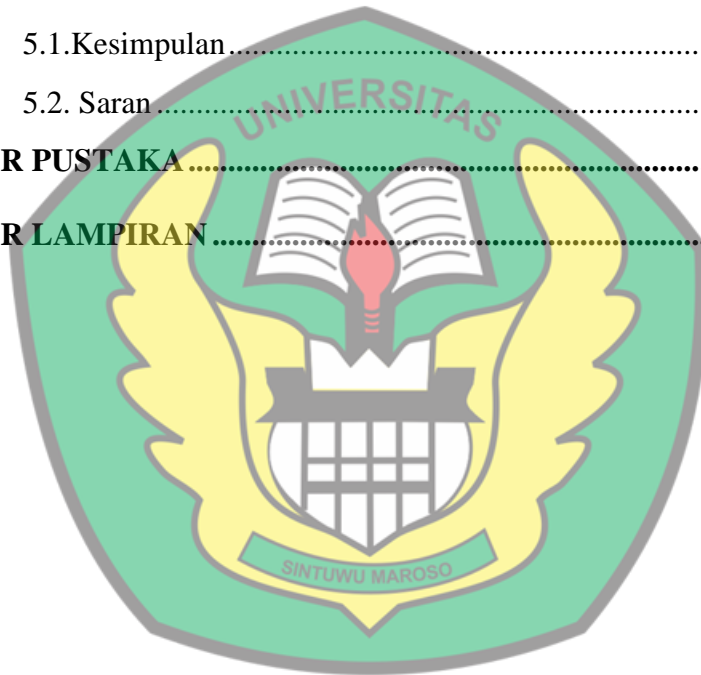 5.1.Kesimpulan........................................................
5.2. Saran.................................................................
R PUSTAKA.............................................................
R LAMPIRAN..........................................................
UNIVERSITAS
SINTUWU MAROSO